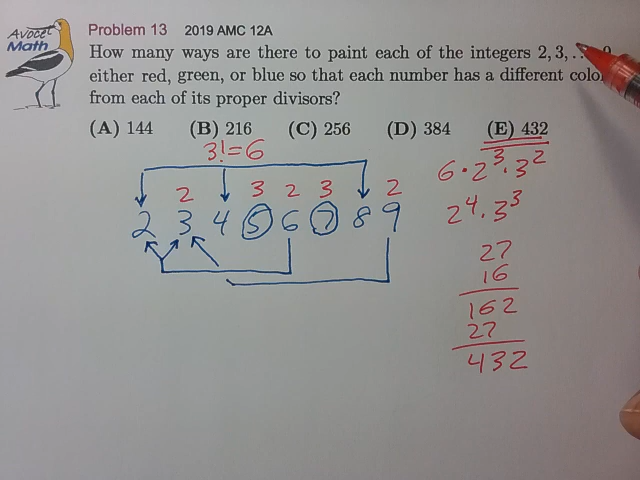 Avocet
Math
Problem 13 2019 AMC 12A
How many ways are there to paint each of the integers 2, 3, . . . 9
either red, green, or blue so that each number has a different color
from each of its proper divisors?
(A) 144 (B) 216 (C) 256 (D) 384 (E) 432
3!=6
6·2³·3²
2 3 2 3 2
2⁴·3³
2 3 4 5 6 7 8 9
27
16
162
27
432